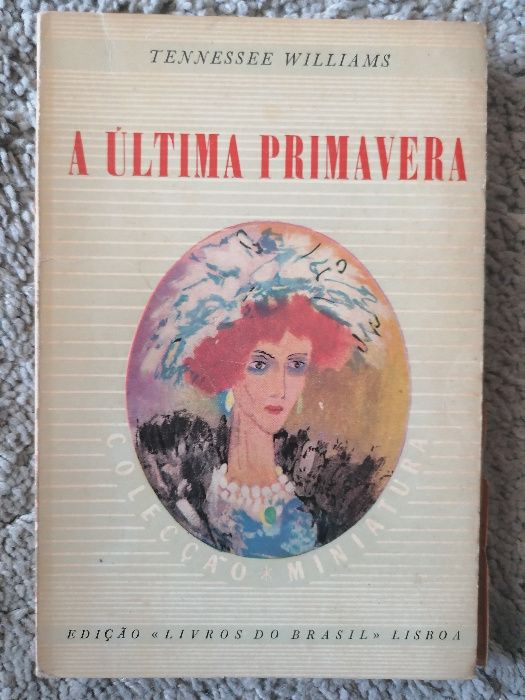 TENNESSEE WILLIAMS
A ÚLTIMA PRIMAVERA
COLECÇÃO * MINIATURA
EDIÇÃO «LIVROS DO BRASIL» LISBOA